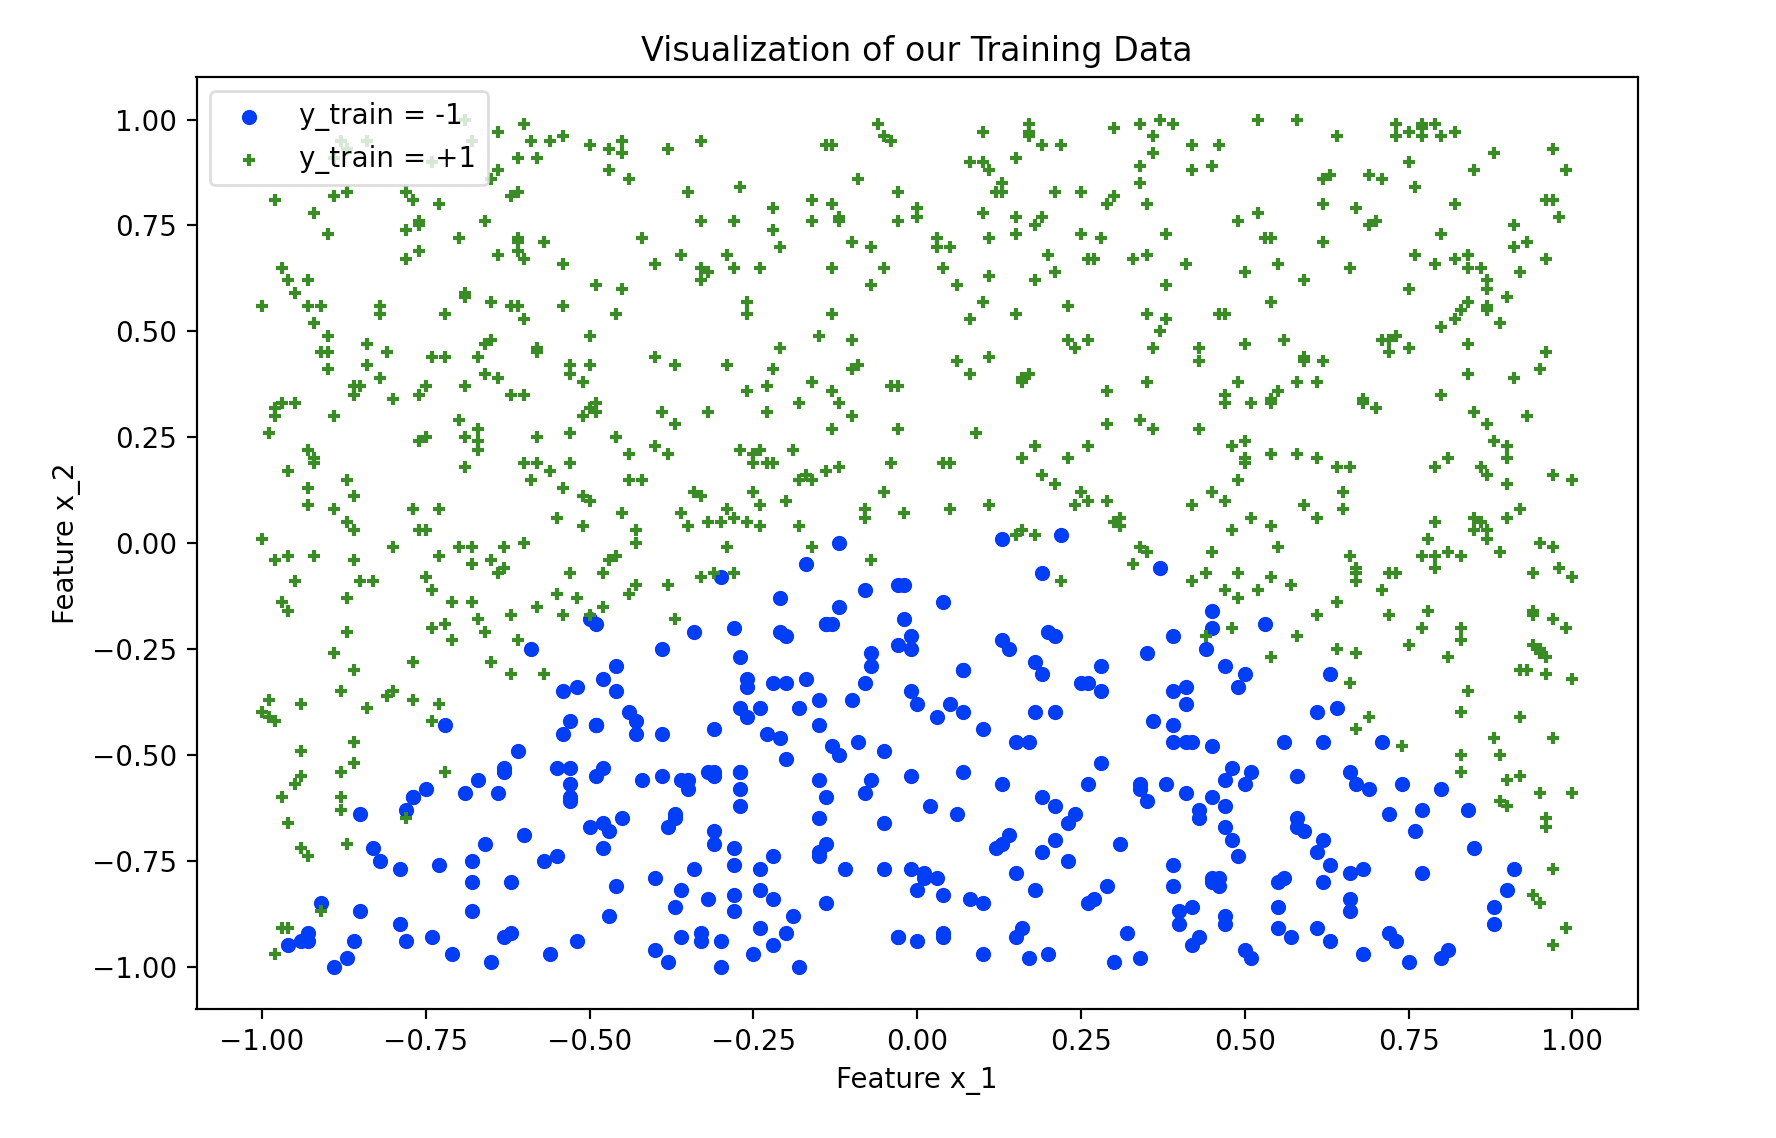 Visualization of our Training Data
y_train = -1
y_train = +1
1.00
0.75
0.50
0.25
0.00
−0.25
−0.50
−0.75
−1.00
Feature x_2
−1.00 −0.75 −0.50 −0.25 0.00 0.25 0.50 0.75 1.00
Feature x_1